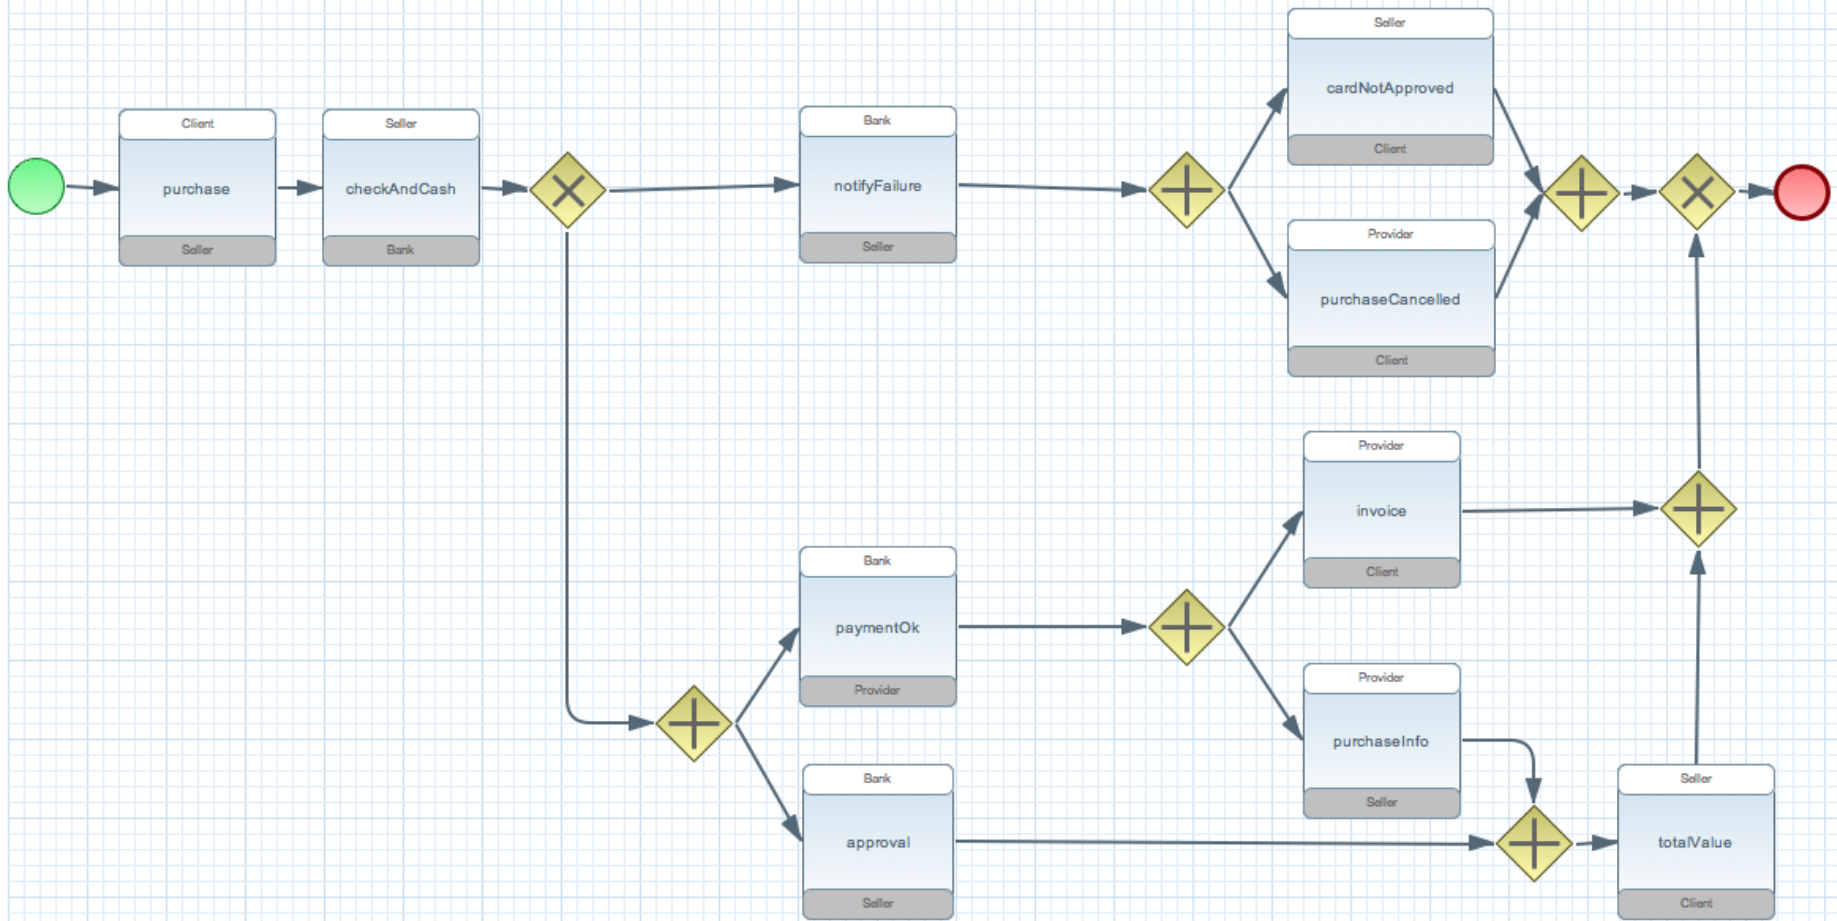 Client
purchase
Seller
Seller
checkAndCash
Bank
Bank
notifyFailure
Seller
Seller
cardNotApproved
Client
Provider
purchaseCancelled
Client
Provider
invoice
Client
Bank
paymentOk
Provider
Provider
purchaseInfo
Seller
Bank
approval
Seller
Seller
totalValue
Client